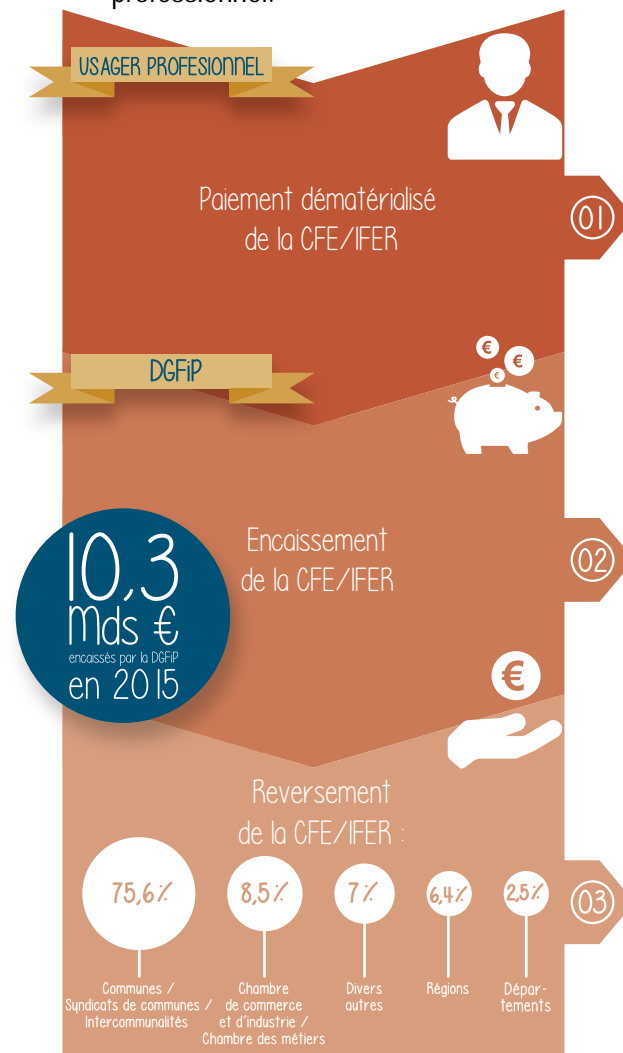 professionnel.
USAGER PROFESIONNEL
Paiement dématérialisé
de la CFE/IFER
01
DGFiP
Encaissement
de la CFE/IFER
02
10,3
Mds €
encaissés par la DGFiP
en 2015
Reversement
de la CFE/IFER :
75,6%
8,5%
7%
6,4%
2,5%
03
Communes /
Syndicats de communes /
Intercommunalités
Chambre
de commerce
et d'industrie /
Chambre des métiers
Divers
autres
Régions
Dépar-
tements